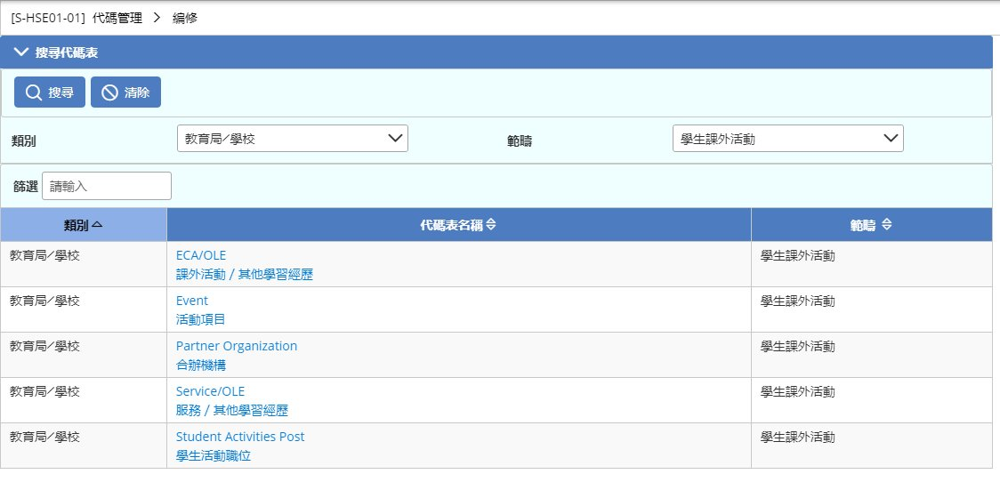 [S-HSE01-01] 代碼管理 > 編修
搜尋代碼表
搜尋 清除
類別 教育局／學校 範疇 學生課外活動
篩選 請輸入
類別 代碼表名稱 範疇
教育局／學校 ECA/OLE 學生課外活動
課外活動 / 其他學習經歷
教育局／學校 Event 學生課外活動
活動項目
教育局／學校 Partner Organization 學生課外活動
合辦機構
教育局／學校 Service/OLE 學生課外活動
服務 / 其他學習經歷
教育局／學校 Student Activities Post 學生課外活動
學生活動職位